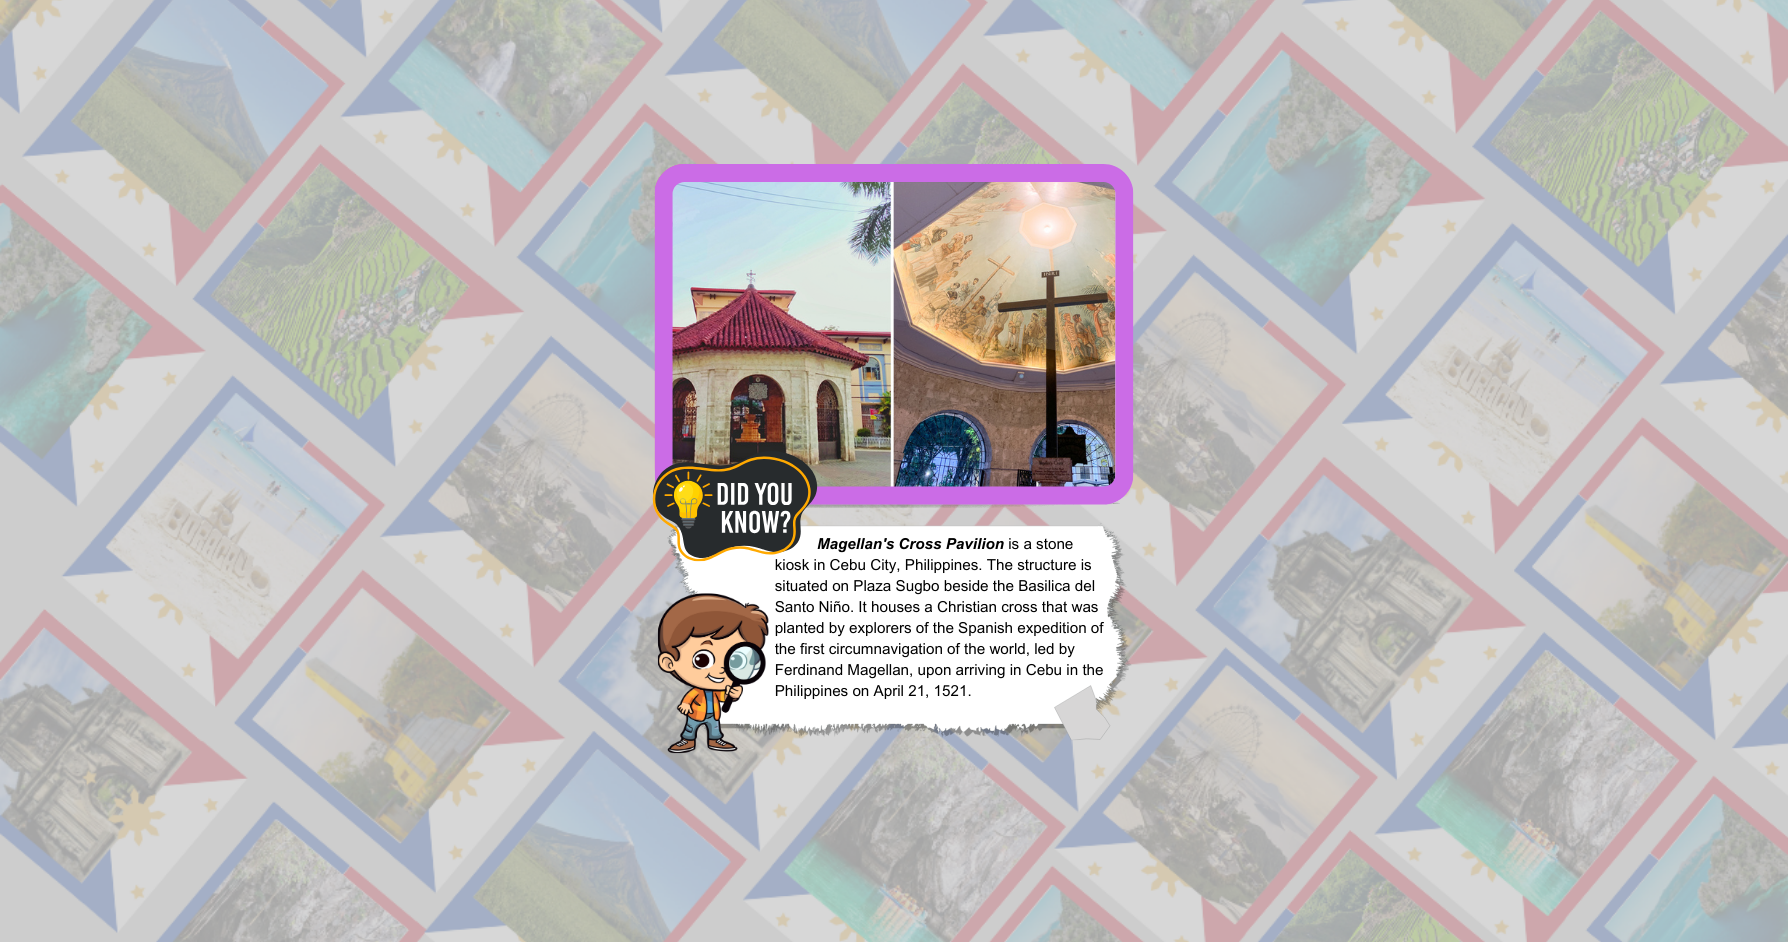 DID YOU
KNOW?
Magellan's Cross Pavilion is a stone
kiosk in Cebu City, Philippines. The structure is
situated on Plaza Sugbo beside the Basilica del
Santo Niño. It houses a Christian cross that was
planted by explorers of the Spanish expedition of
the first circumnavigation of the world, led by
Ferdinand Magellan, upon arriving in Cebu in the
Philippines on April 21, 1521.